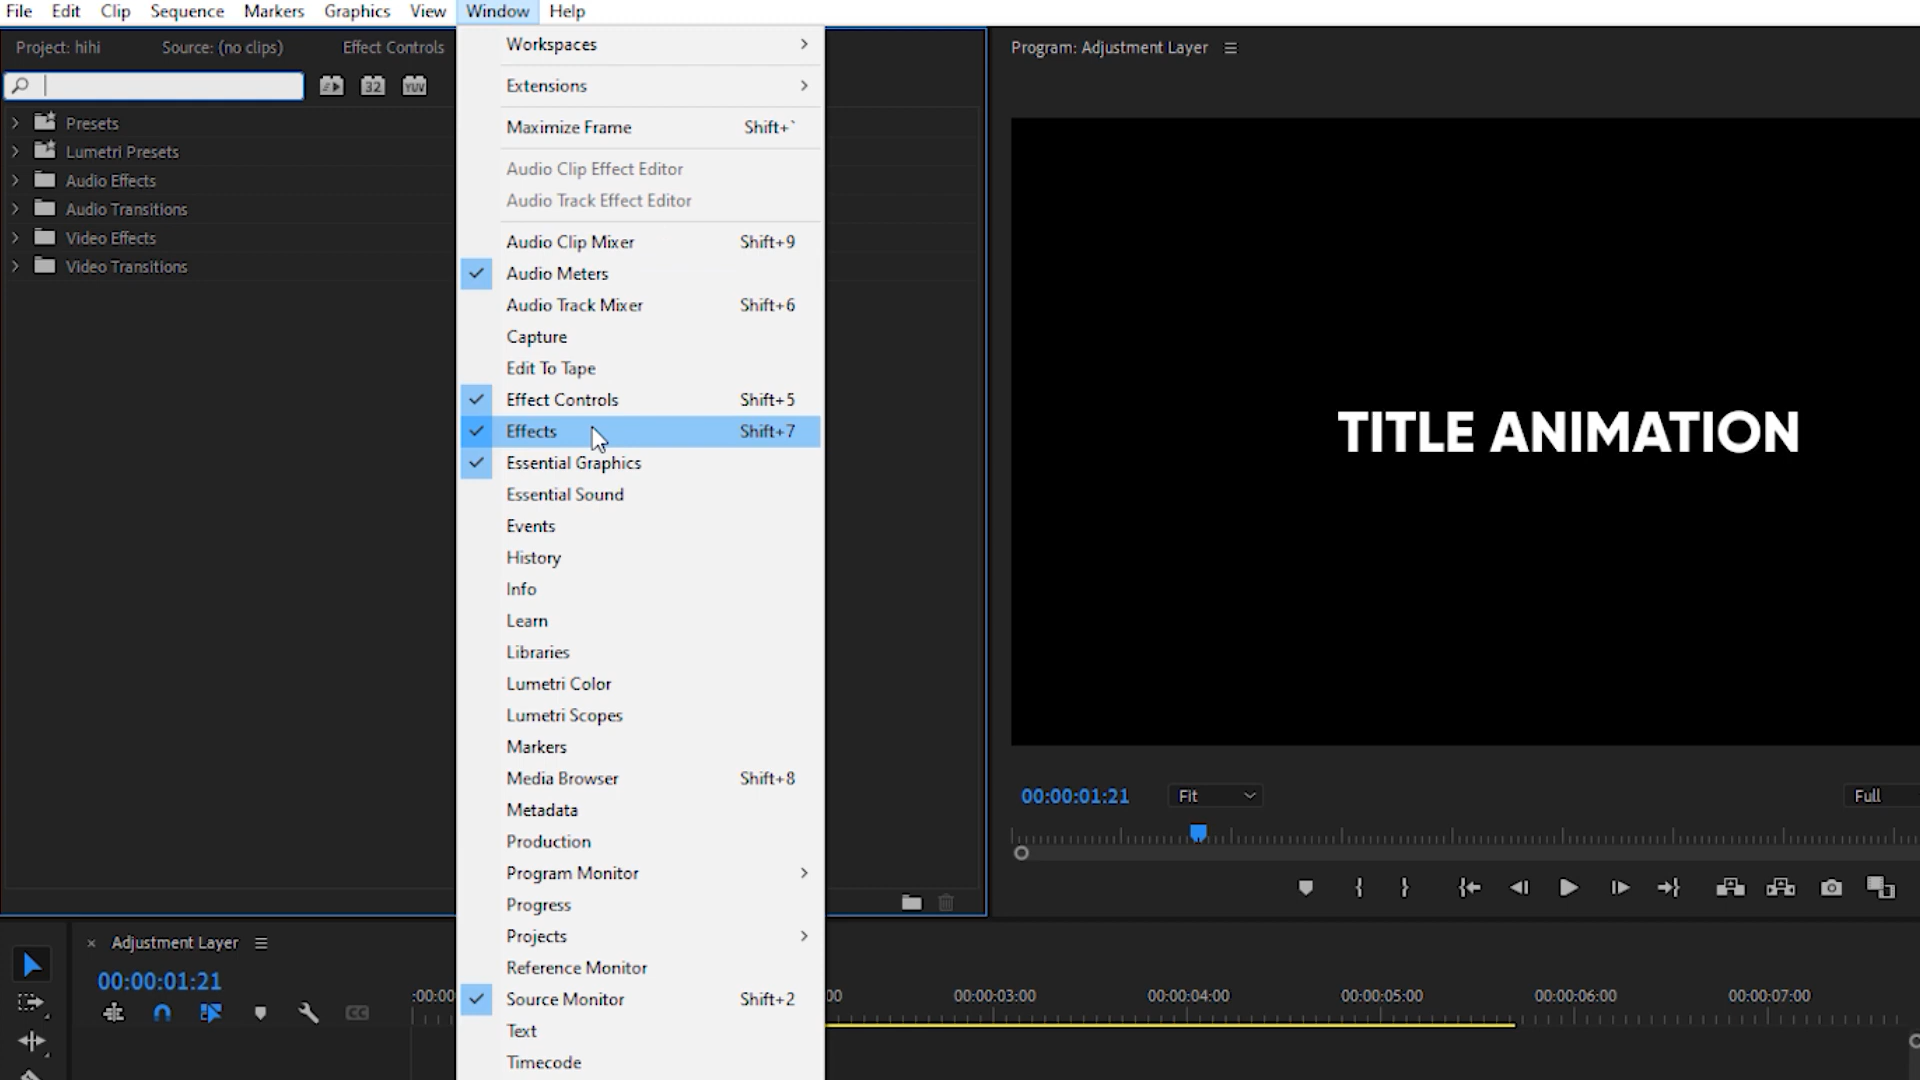 File Edit Clip Sequence Markers Graphics View Window Help
Project: hihi Source: (no clips) Effect Controls
32 YUV
Presets
Lumetri Presets
Audio Effects
Audio Transitions
Video Effects
Video Transitions
Workspaces
Extensions
Maximize Frame Shift+`
Audio Clip Effect Editor
Audio Track Effect Editor
Audio Clip Mixer Shift+9
Audio Meters
Audio Track Mixer Shift+6
Capture
Edit To Tape
Effect Controls Shift+5
Effects Shift+7
Essential Graphics
Essential Sound
Events
History
Info
Learn
Libraries
Lumetri Color
Lumetri Scopes
Markers
Media Browser Shift+8
Metadata
Production
Program Monitor
Progress
Projects
Reference Monitor
Source Monitor Shift+2
Text
Timecode
Program: Adjustment Layer
TITLE ANIMATION
00:00:01:21 Fit Full
× Adjustment Layer
00:00:01:21
CC
:00:00 00 00:00:03:00 00:00:04:00 00:00:05:00 00:00:06:00 00:00:07:00